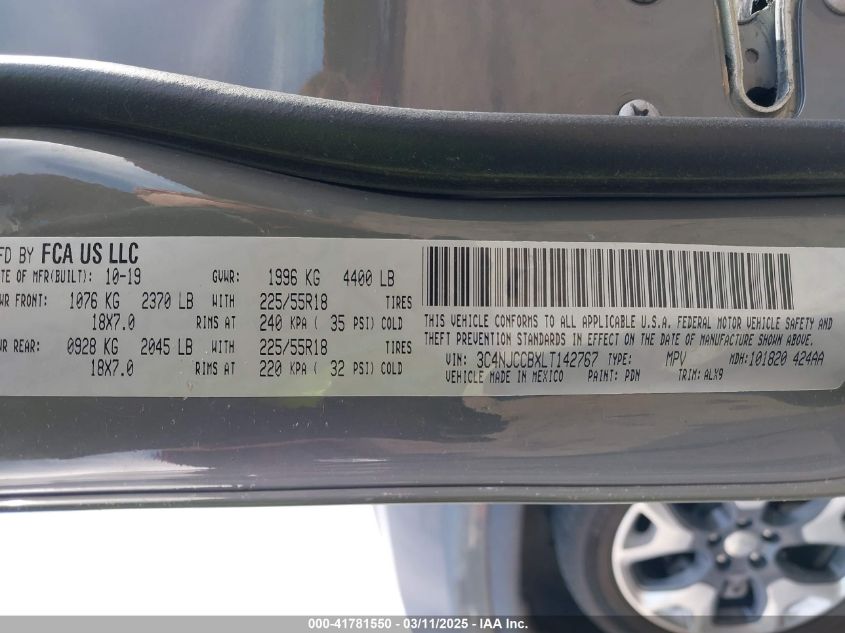 FD BY FCA US LLC
TE OF MFR(BUILT): 10-19 GVWR: 1996 KG 4400 LB
WR FRONT: 1076 KG 2370 LB WITH 225/55R18 TIRES
18X7.0 RIMS AT 240 KPA ( 35 PSI) COLD
WR REAR: 0928 KG 2045 LB WITH 225/55R18 TIRES
18X7.0 RIMS AT 220 KPA ( 32 PSI) COLD
THIS VEHICLE CONFORMS TO ALL APPLICABLE U.S.A. FEDERAL MOTOR VEHICLE SAFETY AND
THEFT PREVENTION STANDARDS IN EFFECT ON THE DATE OF MANUFACTURE SHOWN ABOVE.
VIN: 3C4NJCCBXLT142767 TYPE: MPV MDH: 101820 424AA
VEHICLE MADE IN MEXICO PAINT: PDN TRIM: ALX9
000-41781550 - 03/11/2025 - IAA Inc.